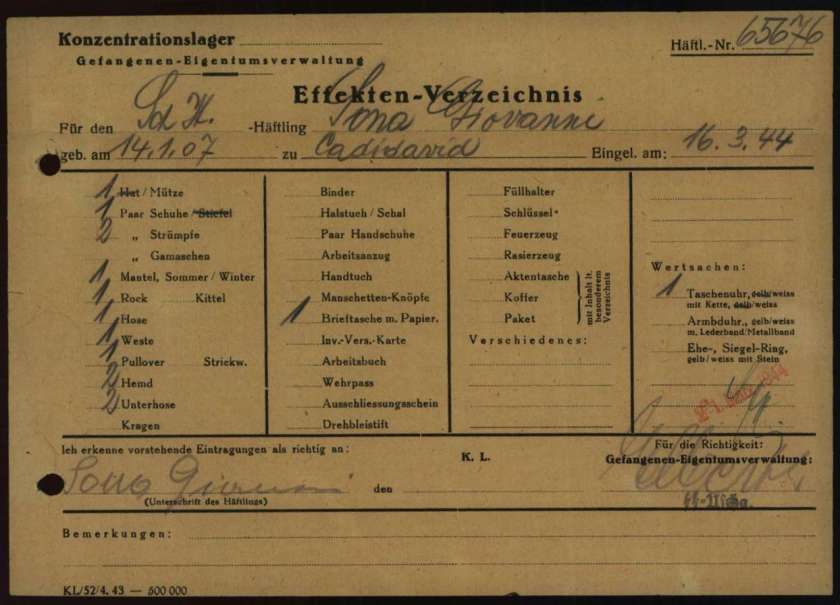 Konzentrationslager
Häftl.-Nr. 65676
Gefangenen-Eigentumsverwaltung
Effekten-Verzeichnis
Für den Sch H. -Häftling Sona Giovanni
geb. am 14.1.07 zu Cadidavid Eingel. am: 16.3.44
1 Hut / Mütze
1 Paar Schuhe / Stiefel
2 „ Strümpfe
„ Gamaschen
1 Mantel, Sommer / Winter
1 Rock Kittel
1 Hose
1 Weste
1 Pullover Strickw.
2 Hemd
2 Unterhose
Kragen
Binder
Halstuch / Schal
Paar Handschuhe
Arbeitsanzug
Handtuch
Manschetten-Knöpfe
1 Brieftasche m. Papier.
Inv.-Vers.-Karte
Arbeitsbuch
Wehrpass
Ausschliessungsschein
Drehbleistift
Füllhalter
Schlüssel
Feuerzeug
Rasierzeug
Aktentasche
Koffer
Paket
mit Inhalt lt.
besonderem
Verzeichnis
Verschiedenes:
Wertsachen:
1 Taschenuhr, gelb/weiss
mit Kette, gelb/weiss
Armbduhr., gelb/weiss
m. Lederband/Metallband
Ehe-, Siegel-Ring,
gelb/weiss mit Stein
1944
Ich erkenne vorstehende Eintragungen als richtig an:
K. L.
Für die Richtigkeit:
Gefangenen-Eigentumsverwaltung:
Sona Giovanni den
(Unterschrift des Häftlings)
SS-Uscha.
Bemerkungen:
KL/52/4. 43 — 500 000